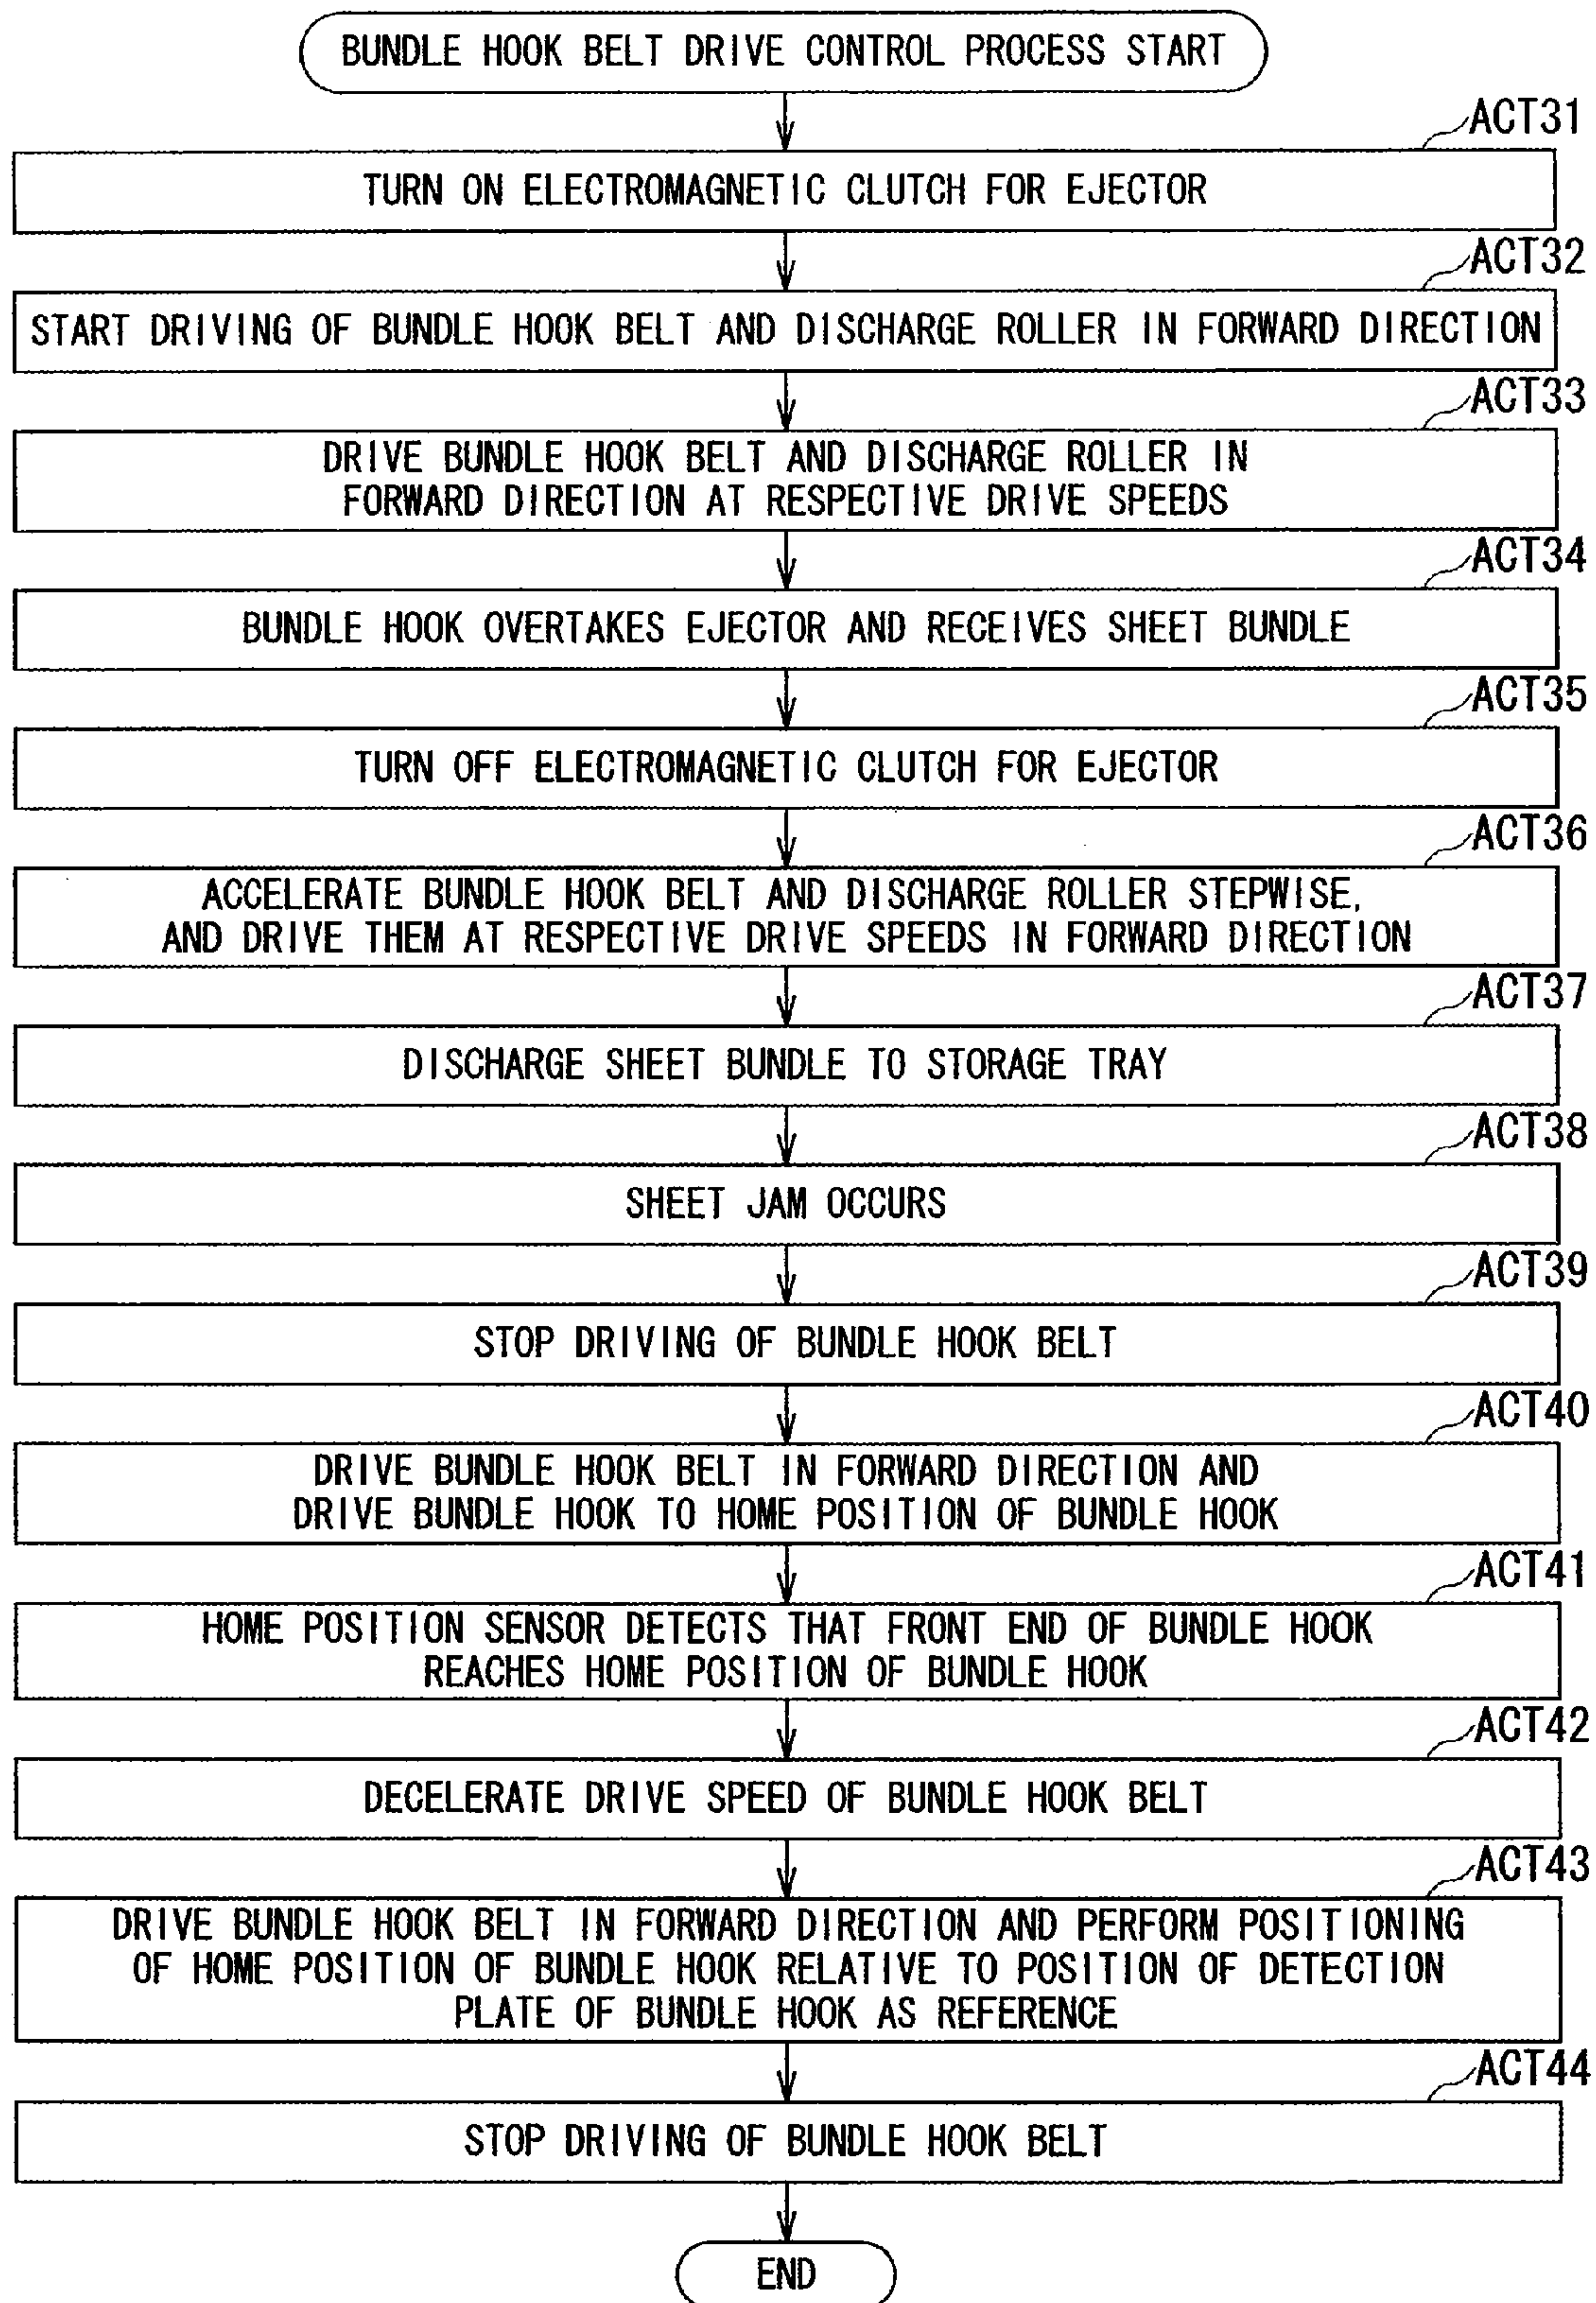 BUNDLE HOOK BELT DRIVE CONTROL PROCESS START
ACT31
TURN ON ELECTROMAGNETIC CLUTCH FOR EJECTOR
ACT32
START DRIVING OF BUNDLE HOOK BELT AND DISCHARGE ROLLER IN FORWARD DIRECTION
ACT33
DRIVE BUNDLE HOOK BELT AND DISCHARGE ROLLER IN
FORWARD DIRECTION AT RESPECTIVE DRIVE SPEEDS
ACT34
BUNDLE HOOK OVERTAKES EJECTOR AND RECEIVES SHEET BUNDLE
ACT35
TURN OFF ELECTROMAGNETIC CLUTCH FOR EJECTOR
ACT36
ACCELERATE BUNDLE HOOK BELT AND DISCHARGE ROLLER STEPWISE,
AND DRIVE THEM AT RESPECTIVE DRIVE SPEEDS IN FORWARD DIRECTION
ACT37
DISCHARGE SHEET BUNDLE TO STORAGE TRAY
ACT38
SHEET JAM OCCURS
ACT39
STOP DRIVING OF BUNDLE HOOK BELT
ACT40
DRIVE BUNDLE HOOK BELT IN FORWARD DIRECTION AND
DRIVE BUNDLE HOOK TO HOME POSITION OF BUNDLE HOOK
ACT41
HOME POSITION SENSOR DETECTS THAT FRONT END OF BUNDLE HOOK
REACHES HOME POSITION OF BUNDLE HOOK
ACT42
DECELERATE DRIVE SPEED OF BUNDLE HOOK BELT
ACT43
DRIVE BUNDLE HOOK BELT IN FORWARD DIRECTION AND PERFORM POSITIONING
OF HOME POSITION OF BUNDLE HOOK RELATIVE TO POSITION OF DETECTION
PLATE OF BUNDLE HOOK AS REFERENCE
ACT44
STOP DRIVING OF BUNDLE HOOK BELT
END